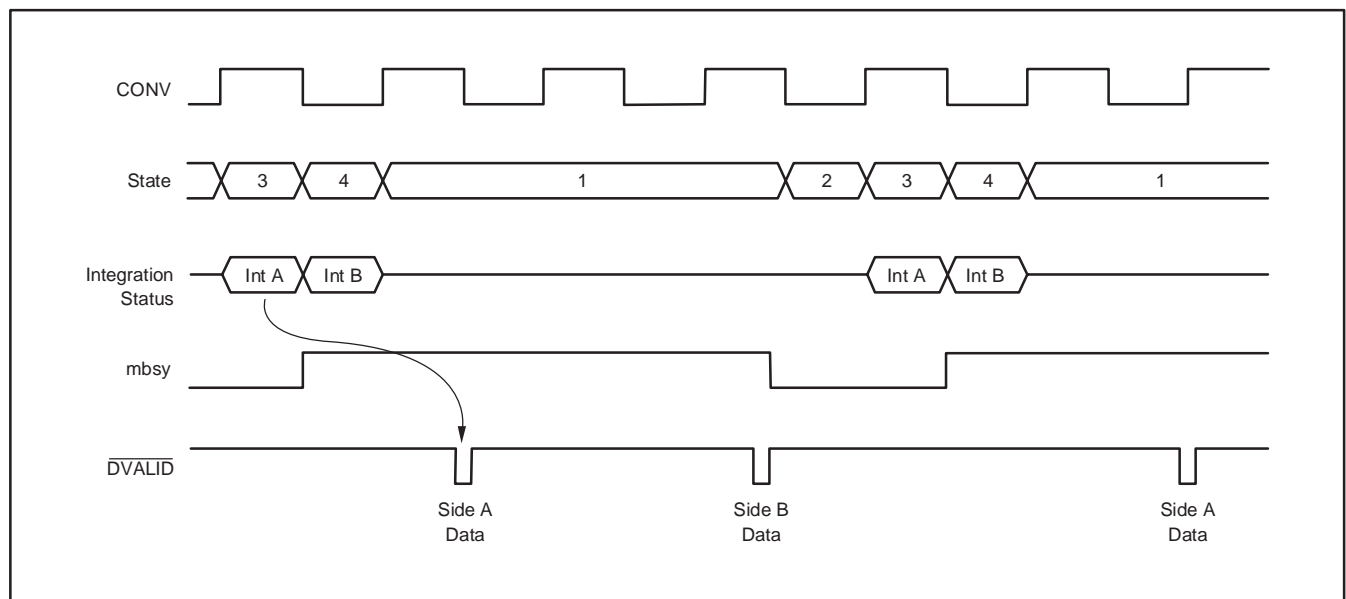 CONV
State
3 4 1 2 3 4 1
Integration
Status
Int A Int B Int A Int B
mbsy
DVALID
Side A
Data
Side B
Data
Side A
Data